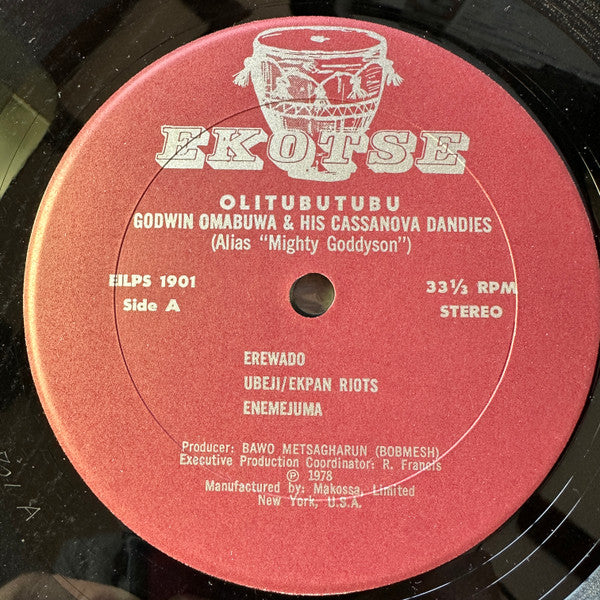 EKOTSE
OLITUBUTUBU
GODWIN OMABUWA & HIS CASSANOVA DANDIES
(Alias "Mighty Goddyson")
EILPS 1901
Side A
33⅓ RPM
STEREO
EREWADO
UBEJI/EKPAN RIOTS
ENEMEJUMA
Producer: BAWO METSAGHARUN (BOBMESH)
Executive Production Coordinator: R. Francis
Ⓟ 1978
Manufactured by: Makossa, Limited
New York, U.S.A.